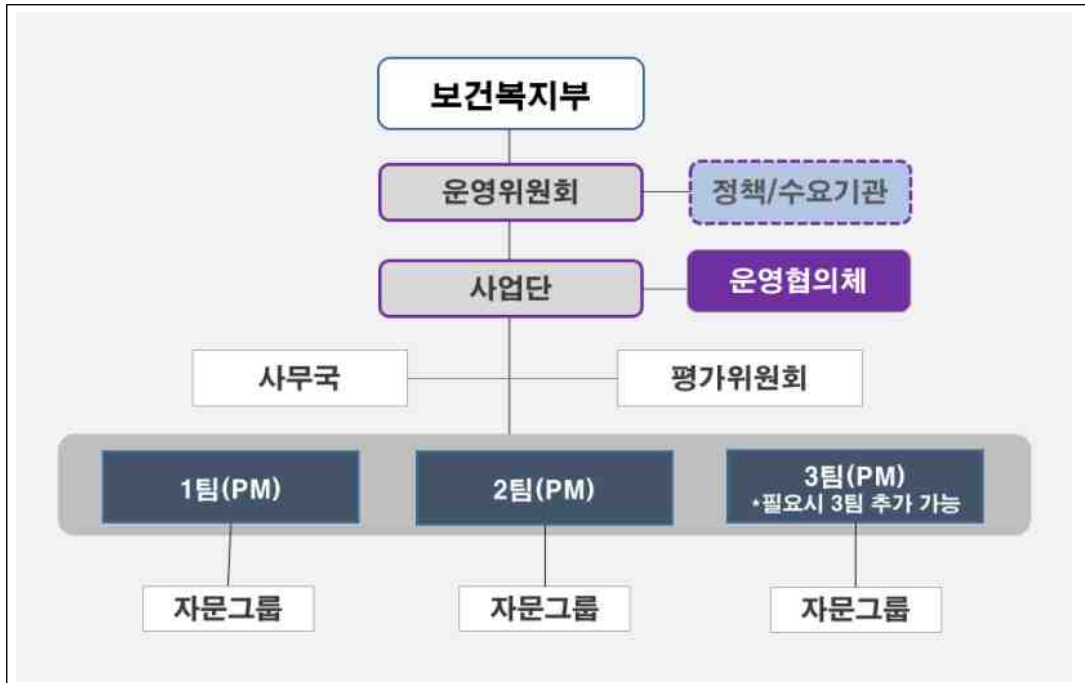 보건복지부
운영위원회
정책/수요기관
사업단
운영협의체
사무국
평가위원회
1팀(PM)
2팀(PM)
3팀(PM)
*필요시 3팀 추가 가능
자문그룹
자문그룹
자문그룹